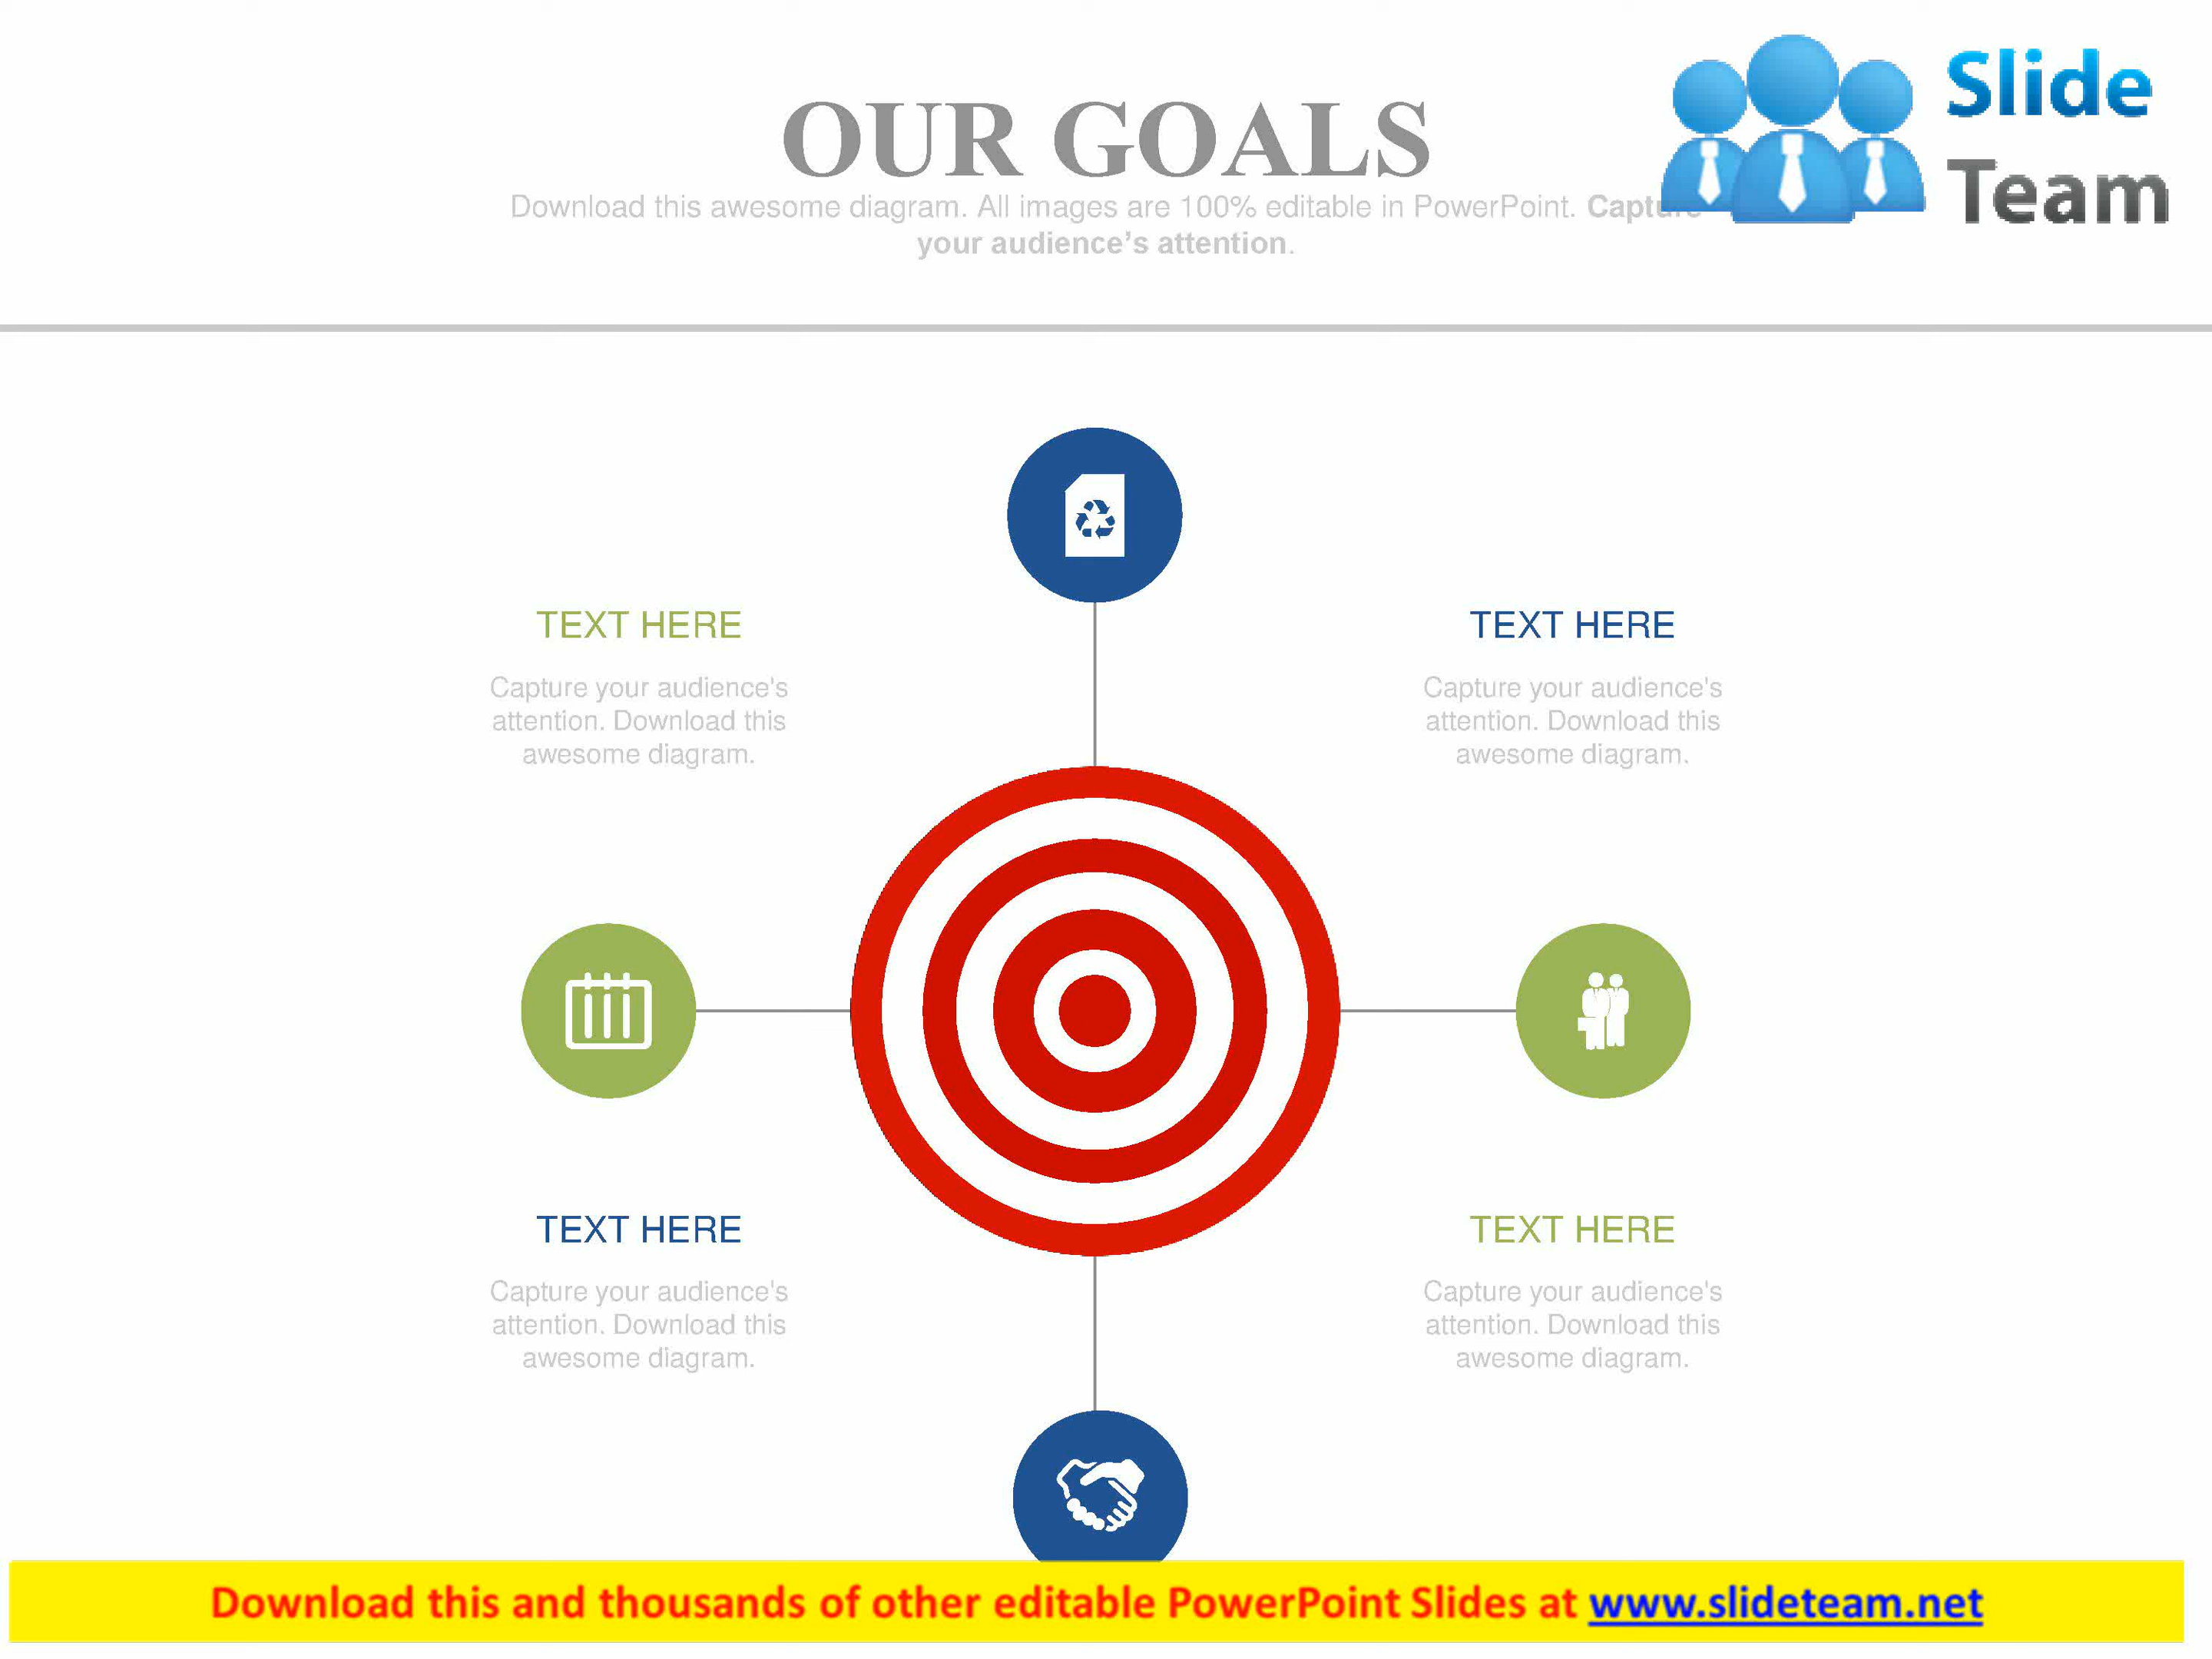 Slide
Team
OUR GOALS
Download this awesome diagram. All images are 100% editable in PowerPoint. Capture
your audience’s attention.
TEXT HERE
Capture your audience's
attention. Download this
awesome diagram.
TEXT HERE
Capture your audience's
attention. Download this
awesome diagram.
TEXT HERE
Capture your audience's
attention. Download this
awesome diagram.
TEXT HERE
Capture your audience's
attention. Download this
awesome diagram.
Download this and thousands of other editable PowerPoint Slides at www.slideteam.net